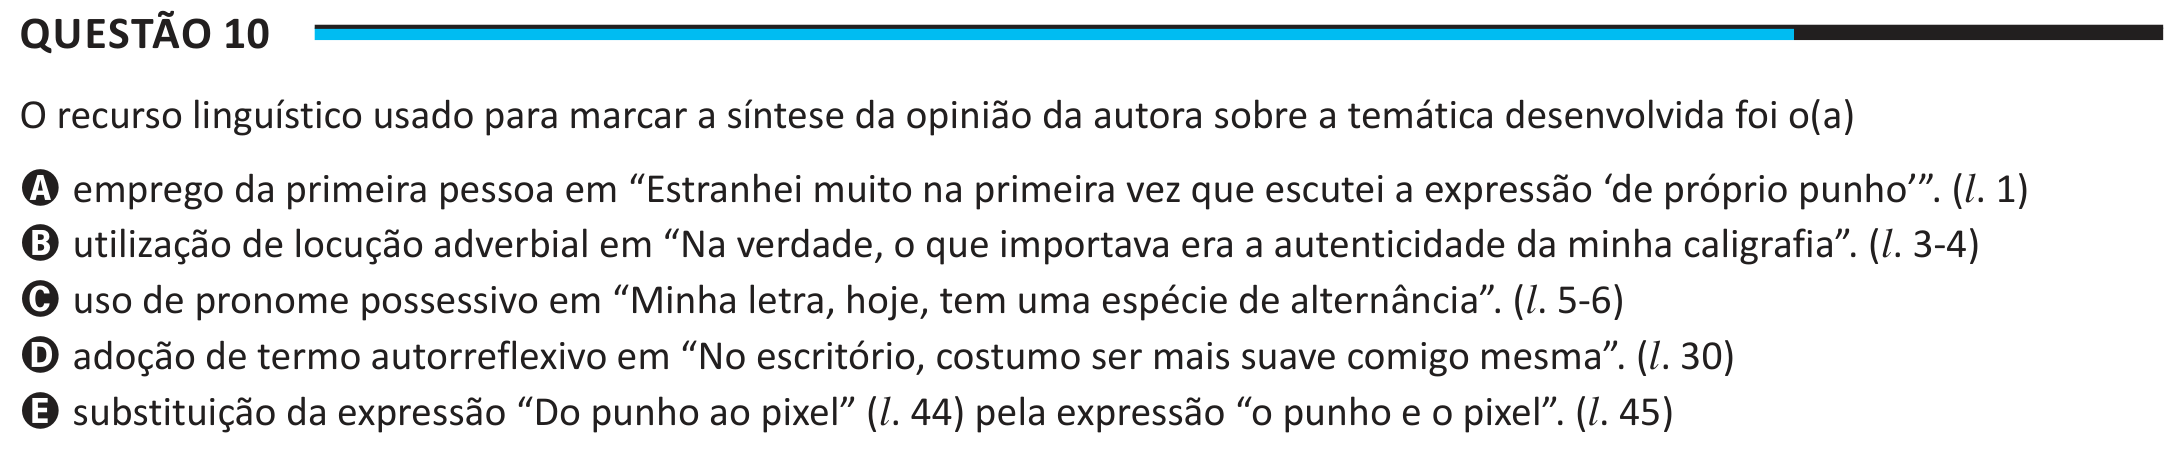 QUESTÃO 10
O recurso linguístico usado para marcar a síntese da opinião da autora sobre a temática desenvolvida foi o(a)
A emprego da primeira pessoa em “Estranhei muito na primeira vez que escutei a expressão ‘de próprio punho’”. (l. 1)
B utilização de locução adverbial em “Na verdade, o que importava era a autenticidade da minha caligrafia”. (l. 3-4)
C uso de pronome possessivo em “Minha letra, hoje, tem uma espécie de alternância”. (l. 5-6)
D adoção de termo autorreflexivo em “No escritório, costumo ser mais suave comigo mesma”. (l. 30)
E substituição da expressão “Do punho ao pixel” (l. 44) pela expressão “o punho e o pixel”. (l. 45)